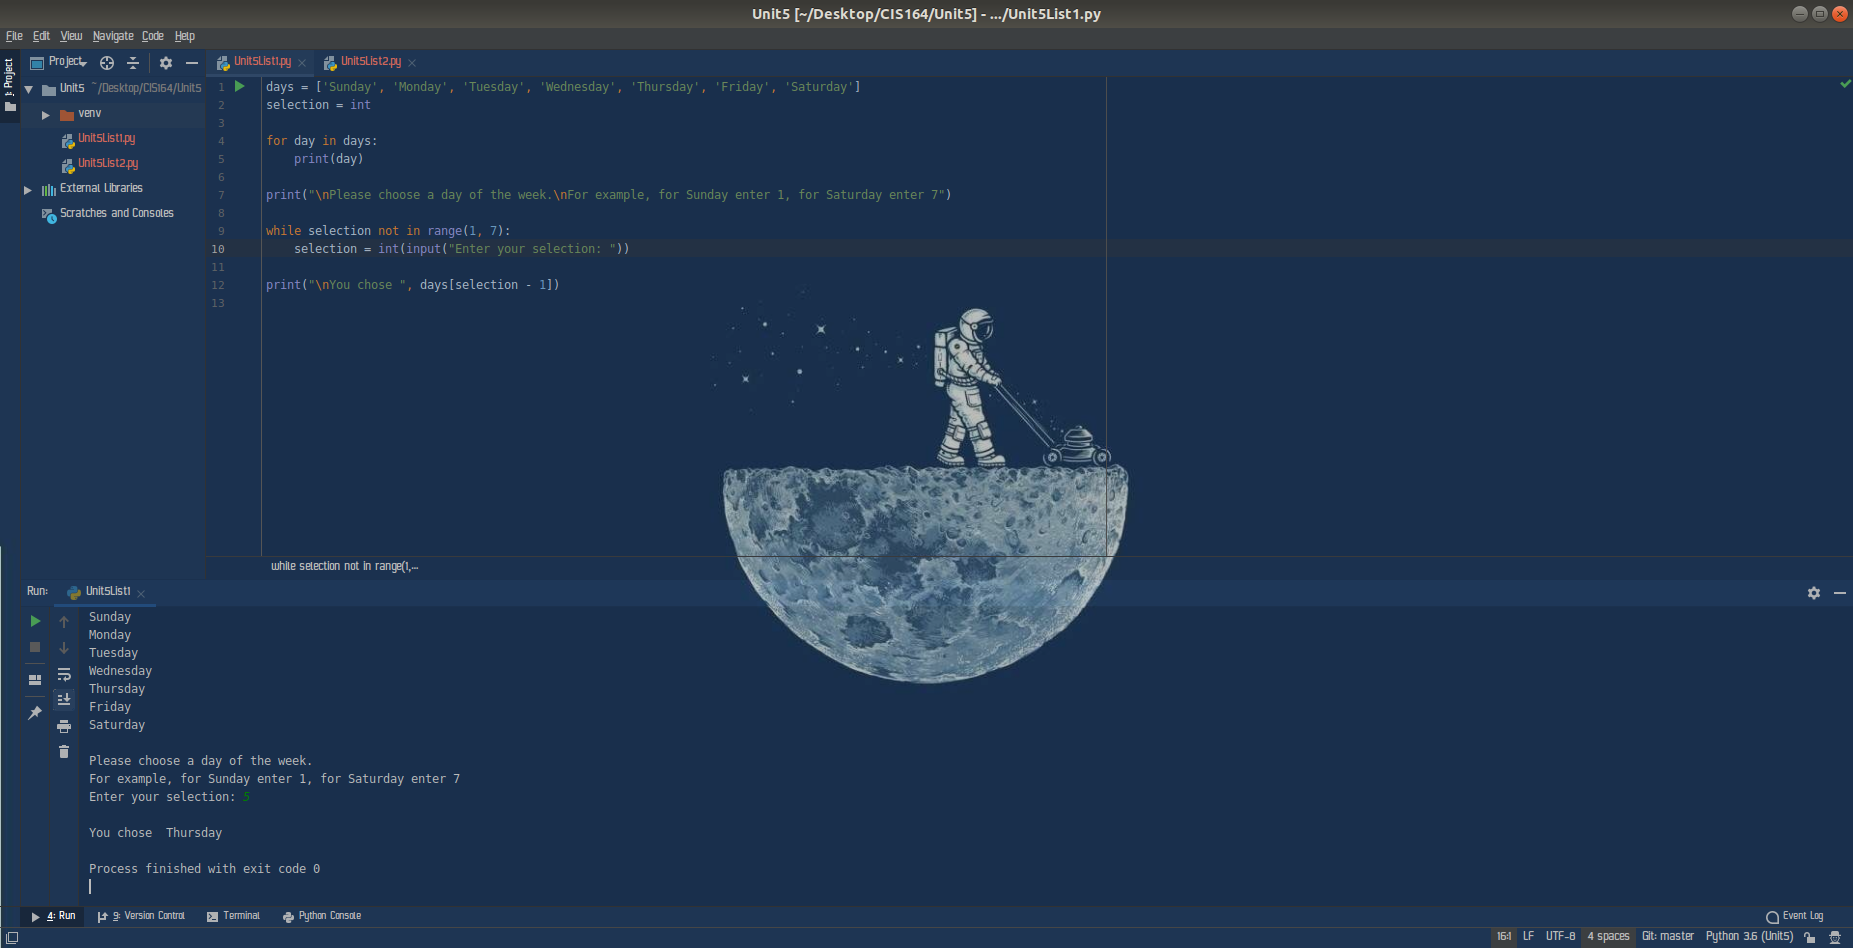 Unit5 [~/Desktop/CIS164/Unit5] - .../Unit5List1.py
File Edit View Navigate Code Help
1: Project
Project
Unit5List1.py
Unit5List2.py
Unit5 ~/Desktop/CIS164/Unit5
venv
Unit5List1.py
Unit5List2.py
External Libraries
Scratches and Consoles
1 days = ['Sunday', 'Monday', 'Tuesday', 'Wednesday', 'Thursday', 'Friday', 'Saturday']
2 selection = int
3
4 for day in days:
5     print(day)
6
7 print("\nPlease choose a day of the week.\nFor example, for Sunday enter 1, for Saturday enter 7")
8
9 while selection not in range(1, 7):
10     selection = int(input("Enter your selection: "))
11
12 print("\nYou chose ", days[selection - 1])
13
while selection not in range(1,...
Run: Unit5List1
Sunday
Monday
Tuesday
Wednesday
Thursday
Friday
Saturday
Please choose a day of the week.
For example, for Sunday enter 1, for Saturday enter 7
Enter your selection: 5
You chose  Thursday
Process finished with exit code 0
4: Run 9: Version Control Terminal Python Console Event Log
16:1 LF UTF-8 4 spaces Git: master Python 3.6 (Unit5)